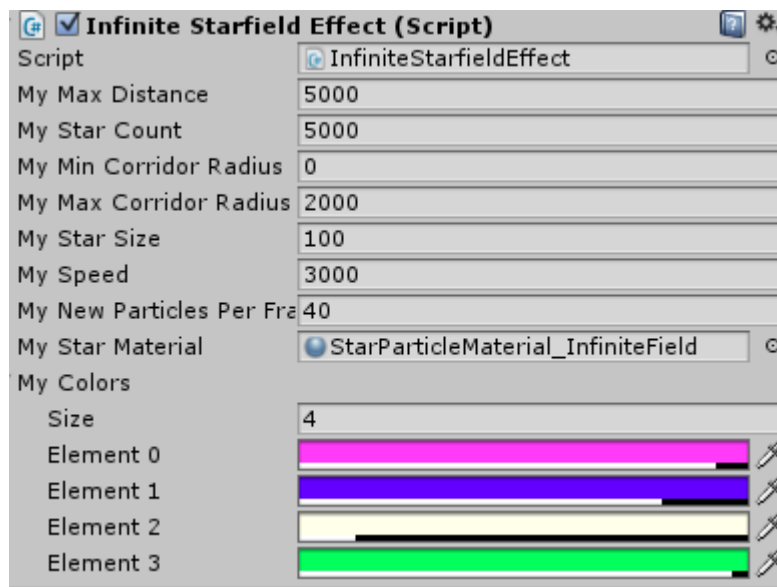 Infinite Starfield Effect (Script)
Script InfiniteStarfieldEffect
My Max Distance 5000
My Star Count 5000
My Min Corridor Radius 0
My Max Corridor Radius 2000
My Star Size 100
My Speed 3000
My New Particles Per Fra 40
My Star Material StarParticleMaterial_InfiniteField
My Colors
Size 4
Element 0
Element 1
Element 2
Element 3